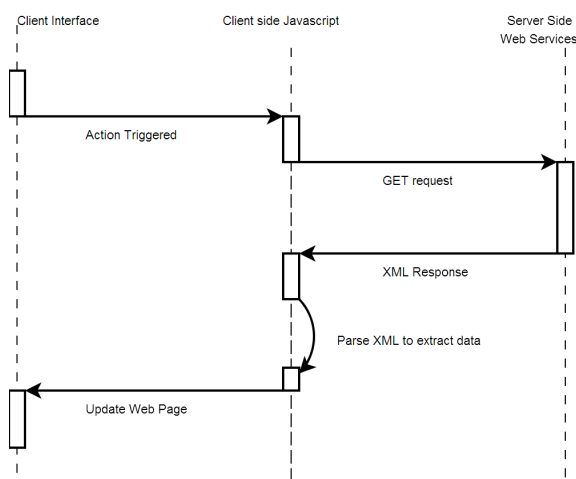 Client Interface
Client side Javascript
Server Side
Web Services
Action Triggered
GET request
XML Response
Parse XML to extract data
Update Web Page